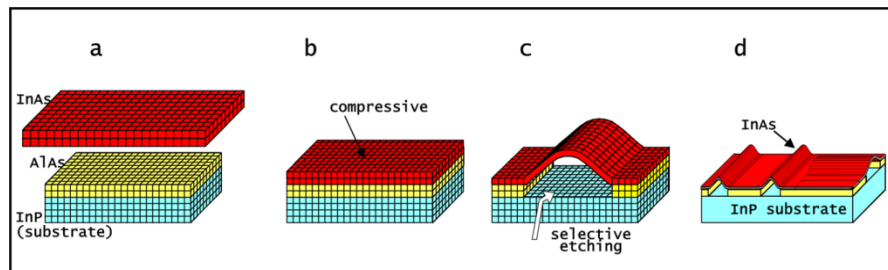 a
b
c
d
InAs
AlAs
InP
(substrate)
compressive
selective
etching
InAs
InP substrate